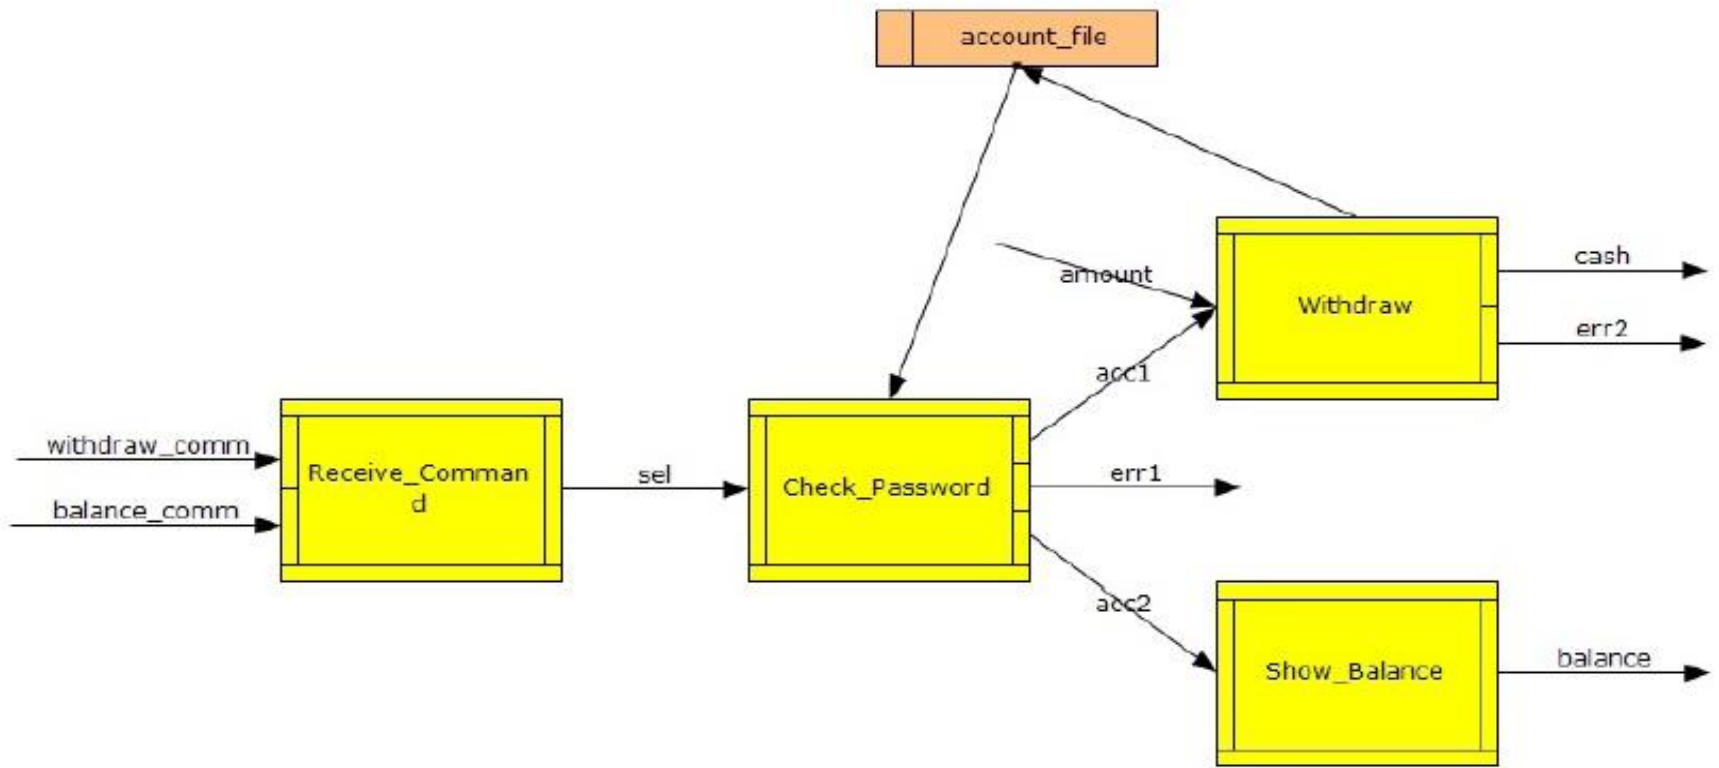 account_file
amount
cash
Withdraw
err2
acc1
withdraw_comm
Receive_Comman
d
sel
Check_Password
err1
balance_comm
acc2
Show_Balance
balance